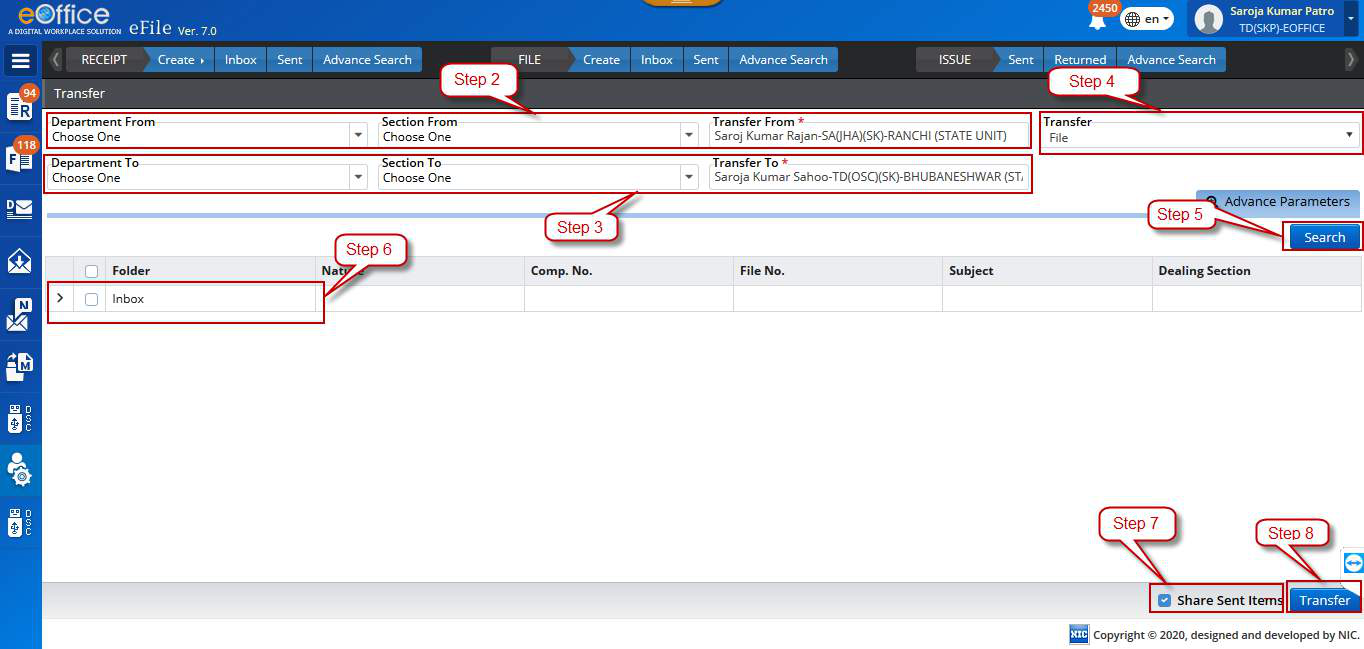 eOffice
A DIGITAL WORKPLACE SOLUTION
eFile Ver. 7.0
2450
en
Saroja Kumar Patro
TD(SKP)-EOFFICE
RECEIPT Create Inbox Sent Advance Search FILE Create Inbox Sent Advance Search ISSUE Sent Returned Advance Search
94
R
118
F
D
N
M
DSC
DSC
Transfer
Step 2
Step 4
Department From
Choose One
Section From
Choose One
Transfer From *
Saroj Kumar Rajan-SA(JHA)(SK)-RANCHI (STATE UNIT)
Transfer
File
Department To
Choose One
Section To
Choose One
Transfer To *
Saroja Kumar Sahoo-TD(OSC)(SK)-BHUBANESHWAR (ST
Step 3
Advance Parameters
Step 5
Search
Step 6
Folder Comp. No. File No. Subject Dealing Section
Inbox
Step 7
Step 8
Share Sent Items
Transfer
NIC Copyright © 2020, designed and developed by NIC.